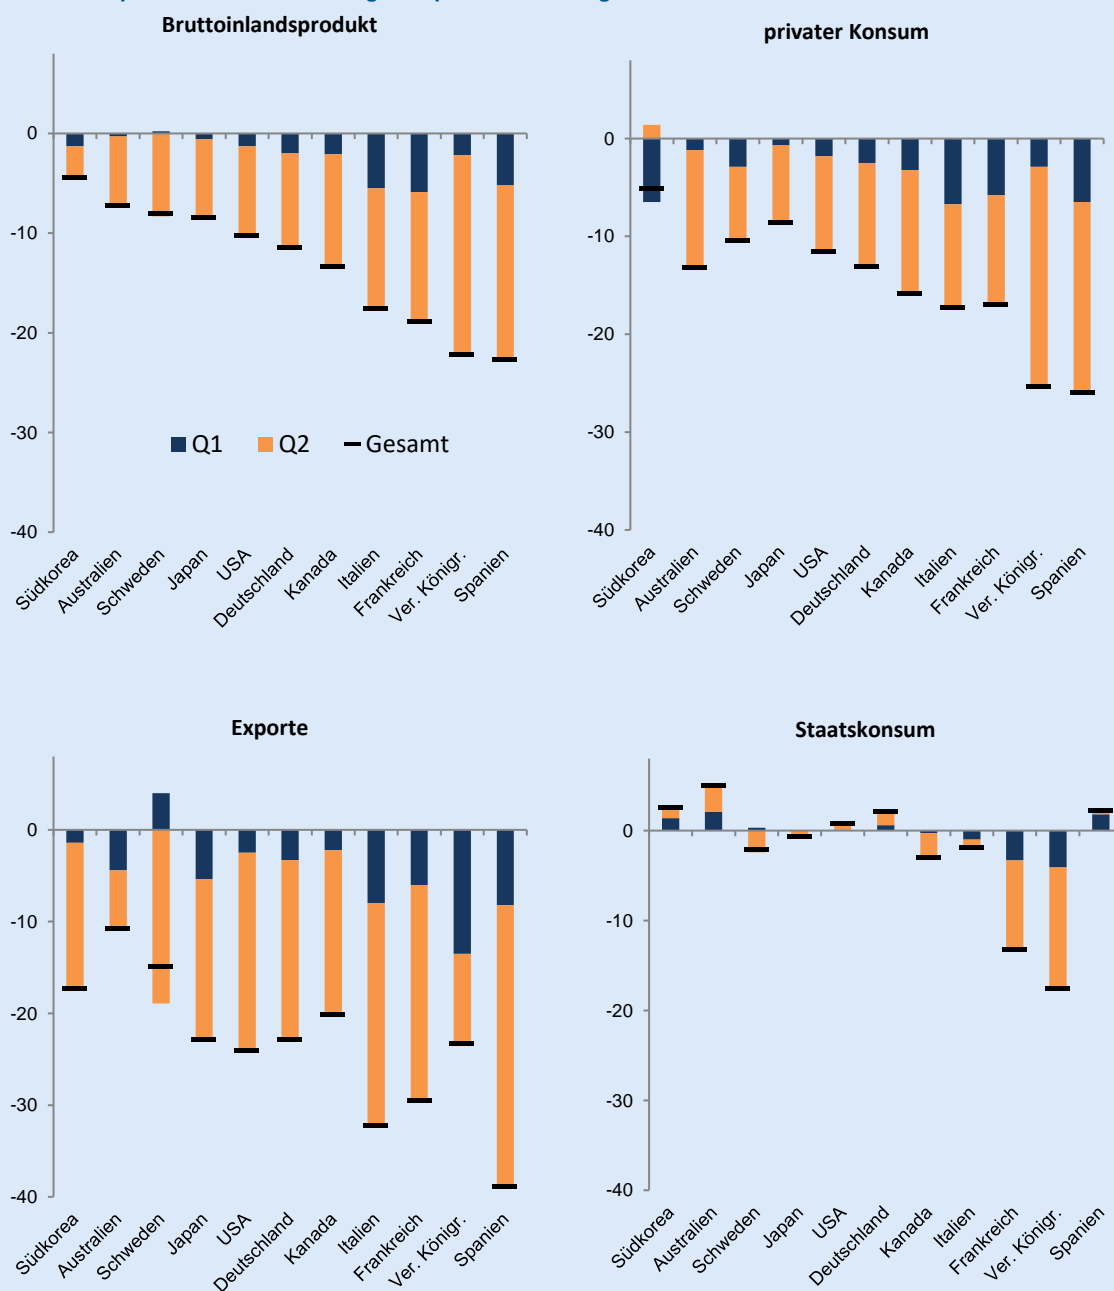 Bruttoinlandsprodukt
0
-10
-20
-30
-40
Q1 Q2 Gesamt
Südkorea
Australien
Schweden
Japan
USA
Deutschland
Kanada
Italien
Frankreich
Ver. Königr.
Spanien
privater Konsum
0
-10
-20
-30
-40
Südkorea
Australien
Schweden
Japan
USA
Deutschland
Kanada
Italien
Frankreich
Ver. Königr.
Spanien
Exporte
0
-10
-20
-30
-40
Südkorea
Australien
Schweden
Japan
USA
Deutschland
Kanada
Italien
Frankreich
Ver. Königr.
Spanien
Staatskonsum
0
-10
-20
-30
-40
Südkorea
Australien
Schweden
Japan
USA
Deutschland
Kanada
Italien
Frankreich
Ver. Königr.
Spanien